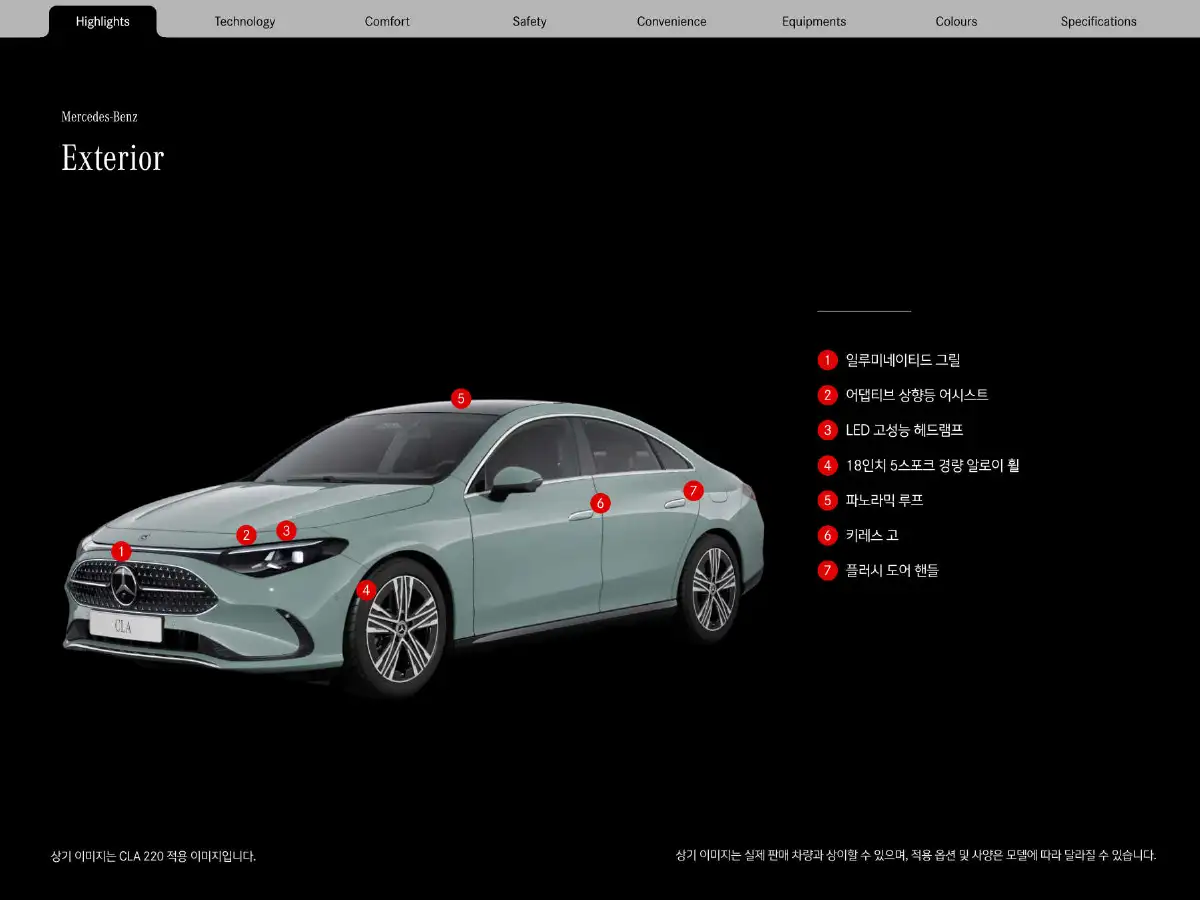 Highlights Technology Comfort Safety Convenience Equipments Colours Specifications
Mercedes-Benz
Exterior
1 일루미네이티드 그릴
2 어댑티브 상향등 어시스트
3 LED 고성능 헤드램프
4 18인치 5스포크 경량 알로이 휠
5 파노라믹 루프
6 키레스 고
7 플러시 도어 핸들
5
7
6
3
2
1
4
CLA
상기 이미지는 CLA 220 적용 이미지입니다.
상기 이미지는 실제 판매 차량과 상이할 수 있으며, 적용 옵션 및 사양은 모델에 따라 달라질 수 있습니다.